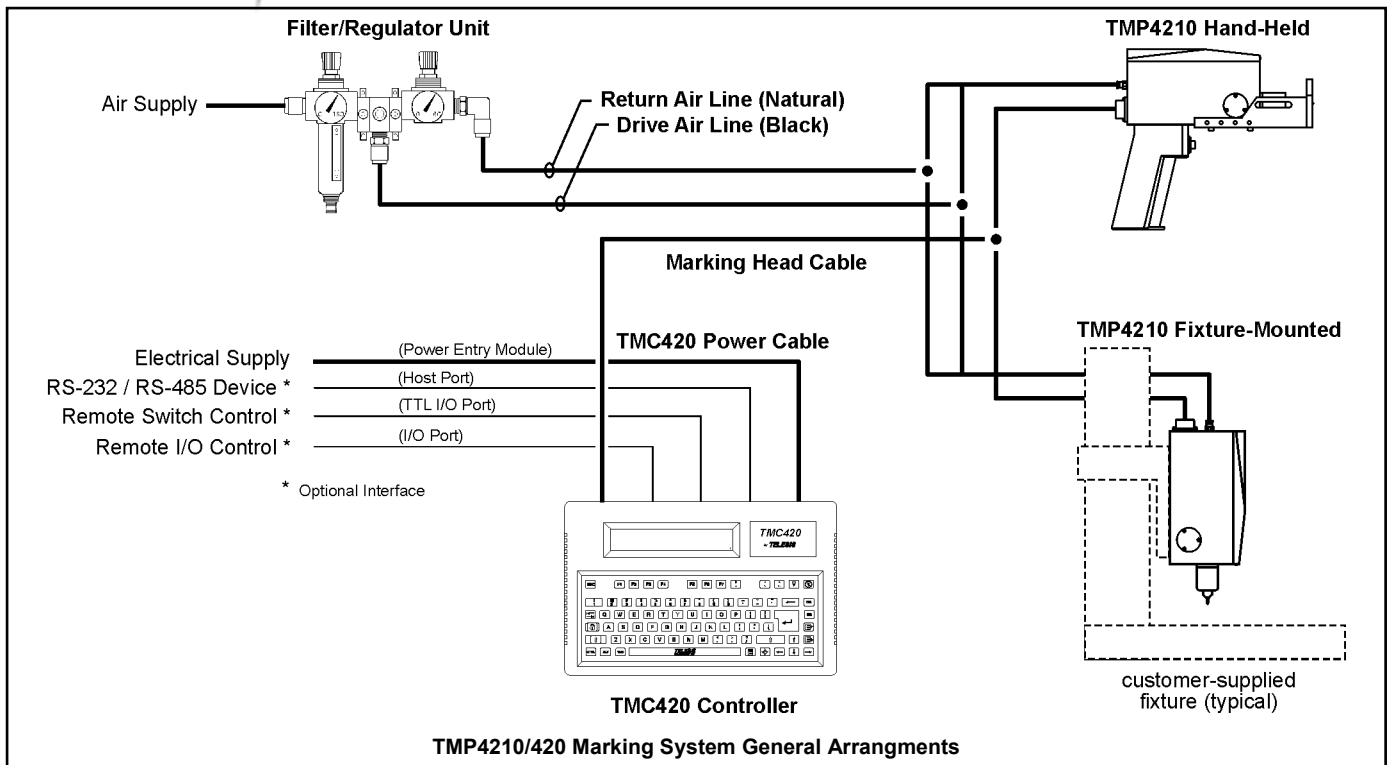 Filter/Regulator Unit
TMP4210 Hand-Held
Air Supply
Return Air Line (Natural)
Drive Air Line (Black)
Marking Head Cable
TMP4210 Fixture-Mounted
TMC420 Power Cable
Electrical Supply
(Power Entry Module)
RS-232 / RS-485 Device *
(Host Port)
Remote Switch Control *
(TTL I/O Port)
Remote I/O Control *
(I/O Port)
* Optional Interface
TMC420
TELESIS
customer-supplied
fixture (typical)
TMC420 Controller
TMP4210/420 Marking System General Arrangments